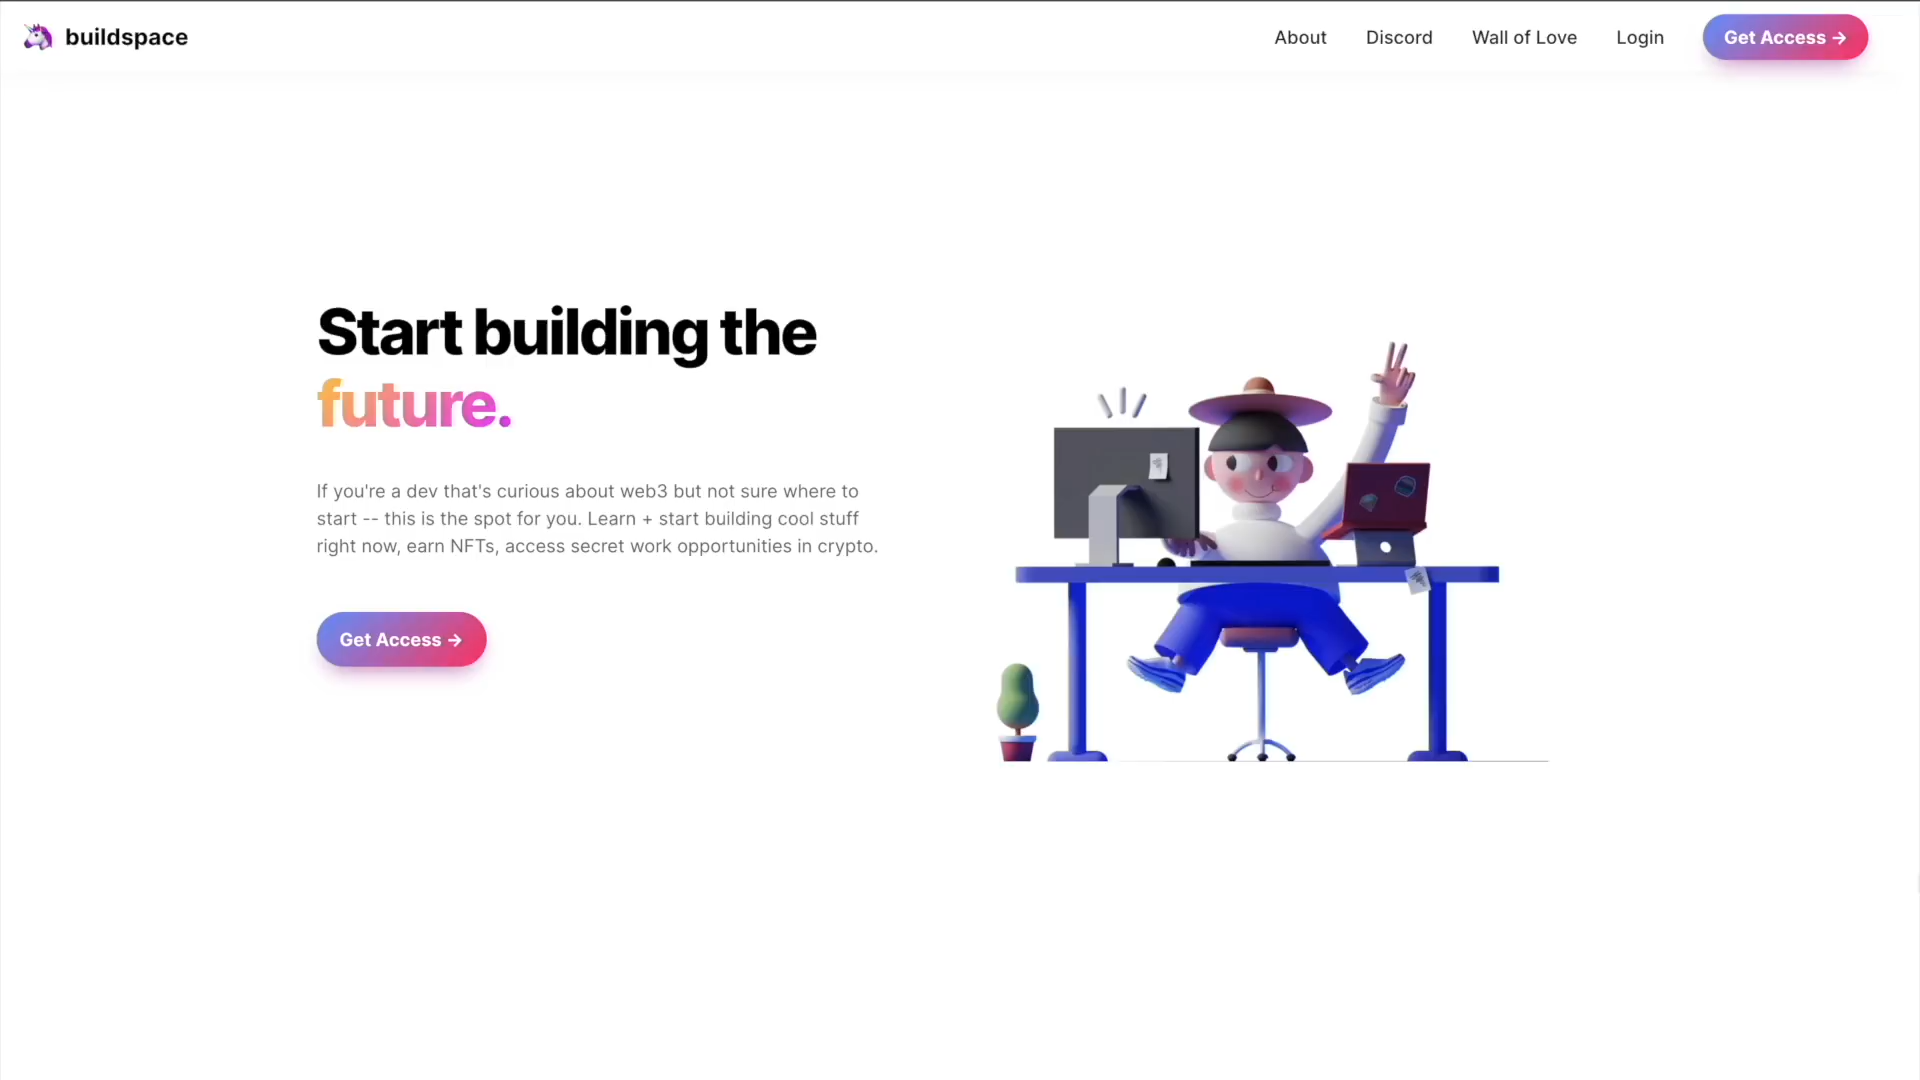 buildspace
About
Discord
Wall of Love
Login
Get Access →
Start building the
future.
If you're a dev that's curious about web3 but not sure where to
start -- this is the spot for you. Learn + start building cool stuff
right now, earn NFTs, access secret work opportunities in crypto.
Get Access →